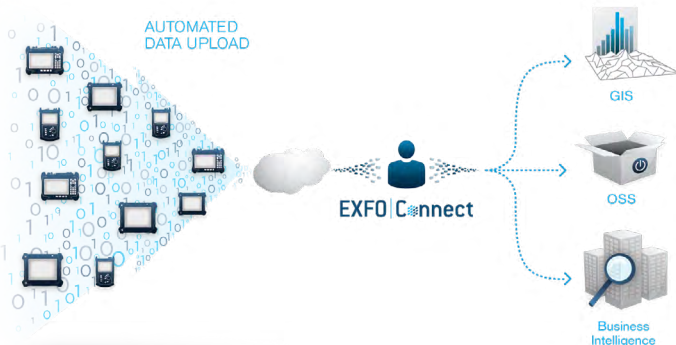 AUTOMATED
DATA UPLOAD
EXFO Connect
GIS
OSS
Business
Intelligence